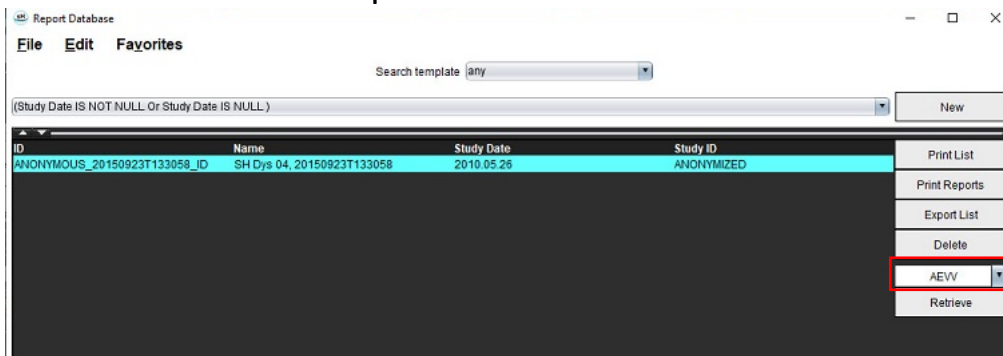 Report Database
File Edit Favorites
Search template any
(Study Date IS NOT NULL Or Study Date IS NULL )
New
ID Name Study Date Study ID
ANONYMOUS_20150923T133058_ID SH Dys 04, 20150923T133058 2010.05.26 ANONYMIZED
Print List
Print Reports
Export List
Delete
AEVV
Retrieve